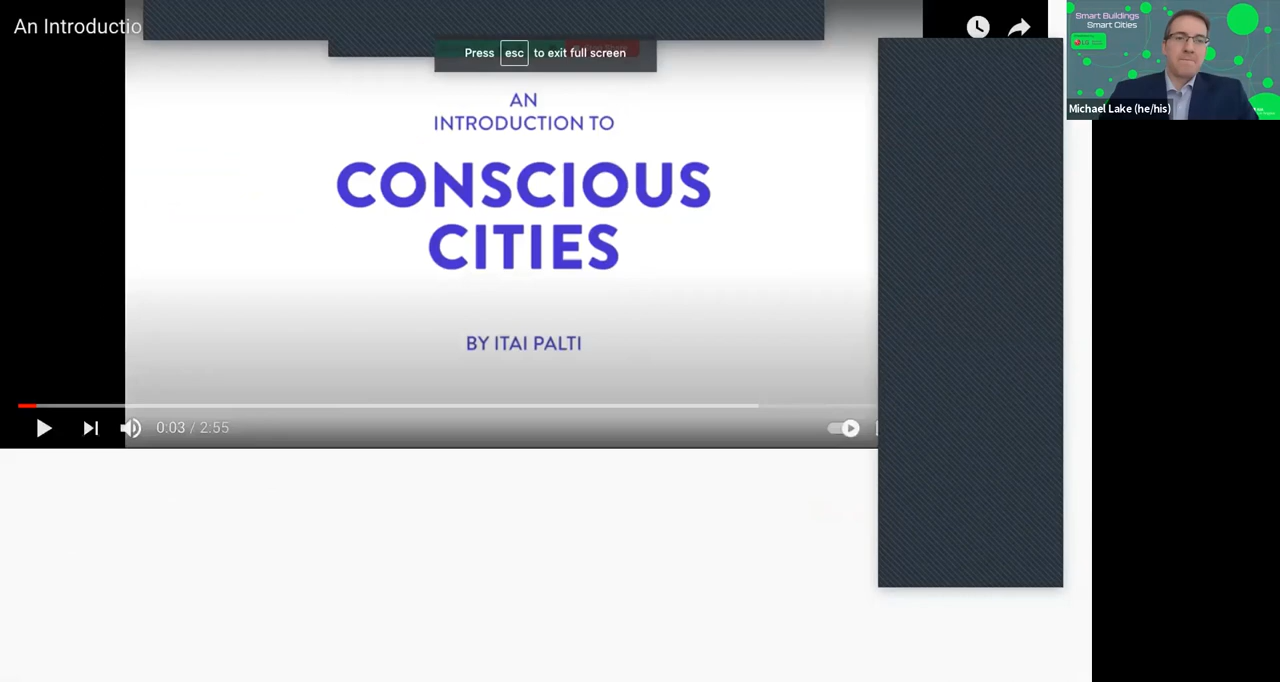 An Introductio
Press esc to exit full screen
AN
INTRODUCTION TO
CONSCIOUS
CITIES
BY ITAI PALTI
0:03 / 2:55
Smart Buildings
Smart Cities
LG
Michael Lake (he/his)